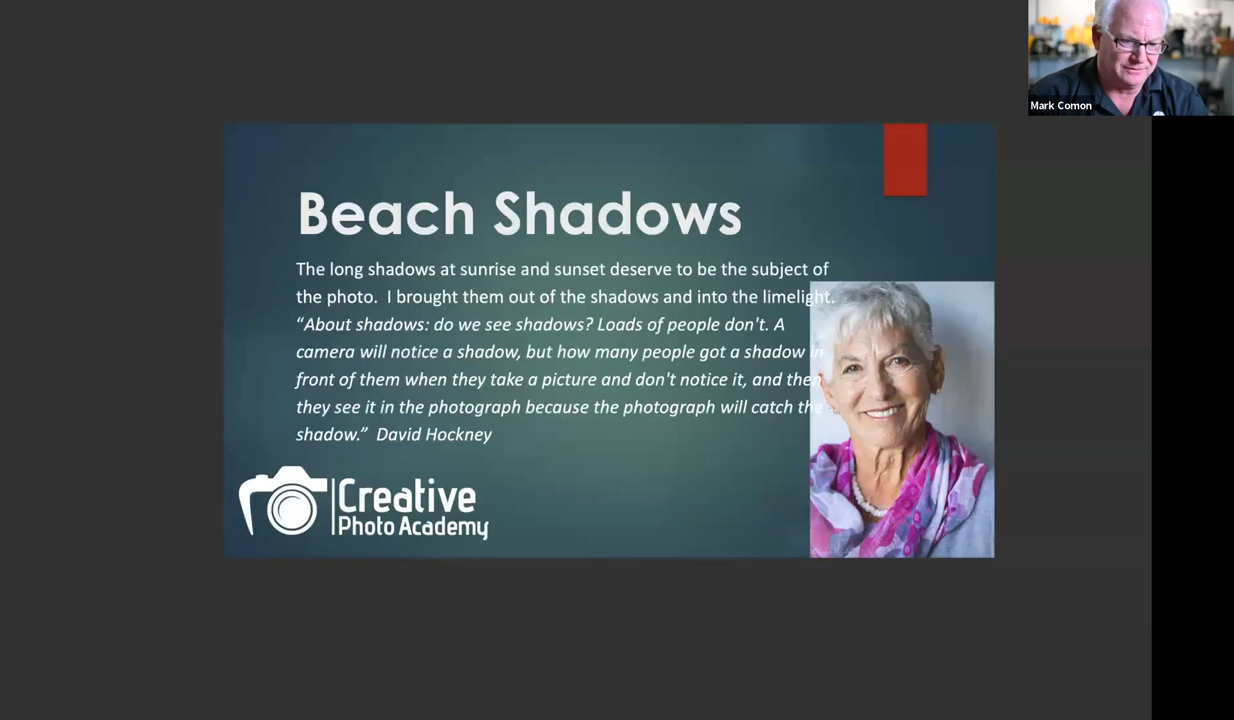 Mark Comon
Beach Shadows
The long shadows at sunrise and sunset deserve to be the subject of
the photo.  I brought them out of the shadows and into the limelight.
“About shadows: do we see shadows? Loads of people don't. A
camera will notice a shadow, but how many people got a shadow in
front of them when they take a picture and don't notice it, and then
they see it in the photograph because the photograph will catch the
shadow.”  David Hockney
Creative
Photo Academy